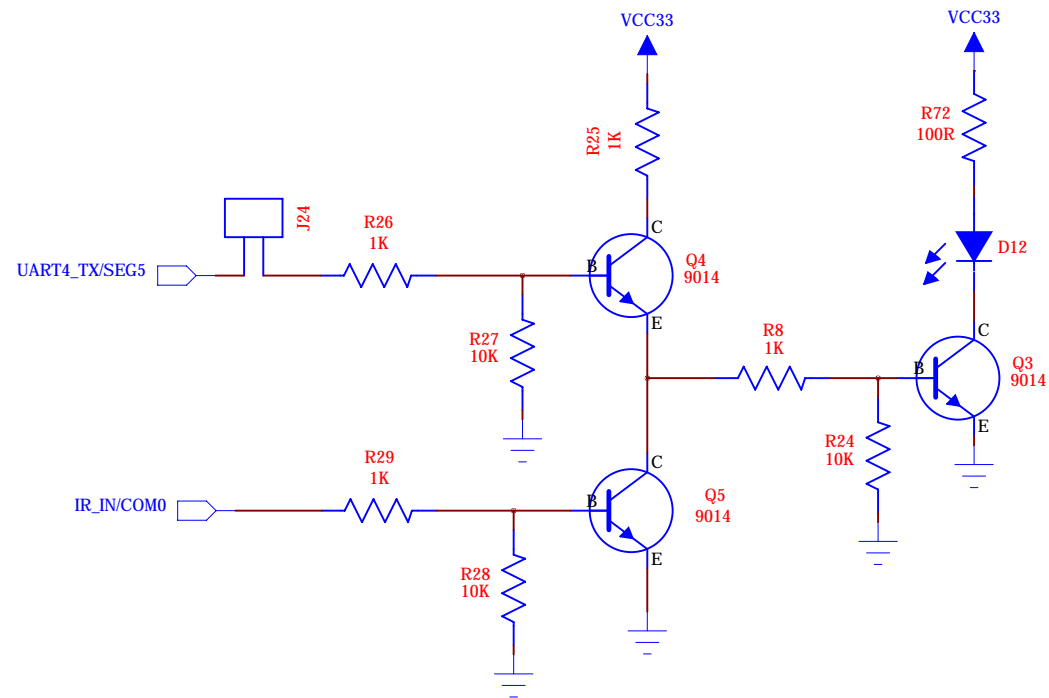 VCC33
VCC33
R72
100R
R25
1K
J24
R26
1K
C
UART4_TX/SEG5
B
Q4
9014
D12
E
R27
10K
R8
1K
C
B
Q3
9014
E
R24
10K
R29
1K
C
IR_IN/COM0
B
Q5
9014
E
R28
10K